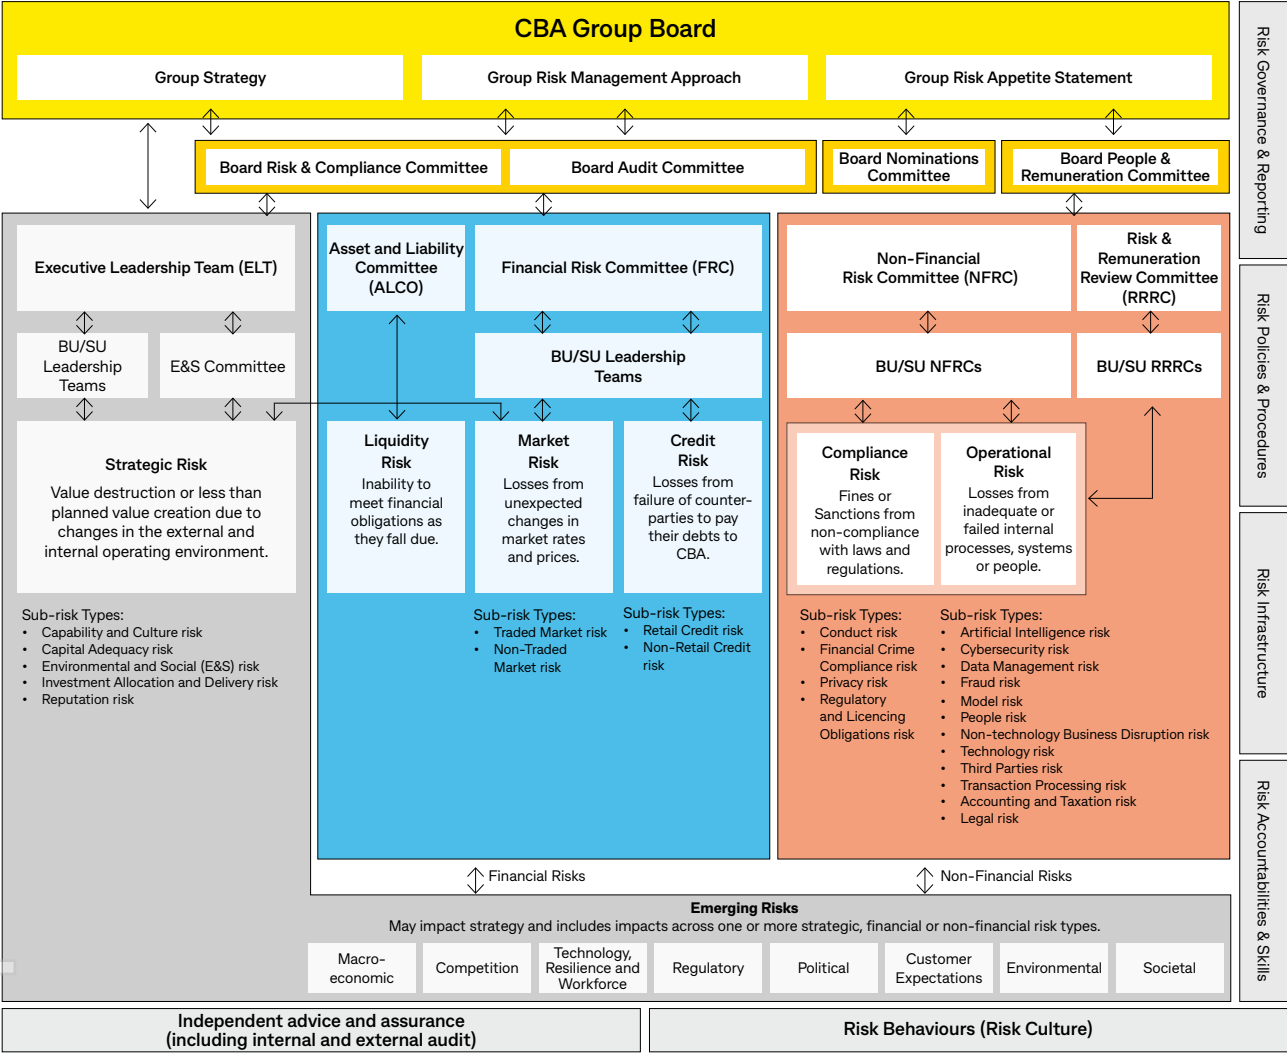 CBA Group Board
Group Strategy
Group Risk Management Approach
Group Risk Appetite Statement
Board Risk & Compliance Committee
Board Audit Committee
Board Nominations
Committee
Board People &
Remuneration Committee
Executive Leadership Team (ELT)
BU/SU
Leadership
Teams
E&S Committee
Strategic Risk
Value destruction or less than
planned value creation due to
changes in the external and
internal operating environment.
Sub-risk Types:
• Capability and Culture risk
• Capital Adequacy risk
• Environmental and Social (E&S) risk
• Investment Allocation and Delivery risk
• Reputation risk
Asset and Liability
Committee
(ALCO)
Financial Risk Committee (FRC)
BU/SU Leadership
Teams
Liquidity
Risk
Inability to
meet financial
obligations as
they fall due.
Market
Risk
Losses from
unexpected
changes in
market rates
and prices.
Credit
Risk
Losses from
failure of counter-
parties to pay
their debts to
CBA.
Sub-risk Types:
• Traded Market risk
• Non-Traded
Market risk
Sub-risk Types:
• Retail Credit risk
• Non-Retail Credit
risk
Non-Financial
Risk Committee (NFRC)
Risk &
Remuneration
Review Committee
(RRRC)
BU/SU NFRCs
BU/SU RRRCs
Compliance
Risk
Fines or
Sanctions from
non-compliance
with laws and
regulations.
Operational
Risk
Losses from
inadequate or
failed internal
processes, systems
or people.
Sub-risk Types:
• Conduct risk
• Financial Crime
Compliance risk
• Privacy risk
• Regulatory
and Licencing
Obligations risk
Sub-risk Types:
• Artificial Intelligence risk
• Cybersecurity risk
• Data Management risk
• Fraud risk
• Model risk
• People risk
• Non-technology Business Disruption risk
• Technology risk
• Third Parties risk
• Transaction Processing risk
• Accounting and Taxation risk
• Legal risk
Financial Risks
Non-Financial Risks
Emerging Risks
May impact strategy and includes impacts across one or more strategic, financial or non-financial risk types.
Macro-
economic
Competition
Technology,
Resilience and
Workforce
Regulatory
Political
Customer
Expectations
Environmental
Societal
Independent advice and assurance
(including internal and external audit)
Risk Behaviours (Risk Culture)
Risk Governance & Reporting
Risk Policies & Procedures
Risk Infrastructure
Risk Accountabilities & Skills